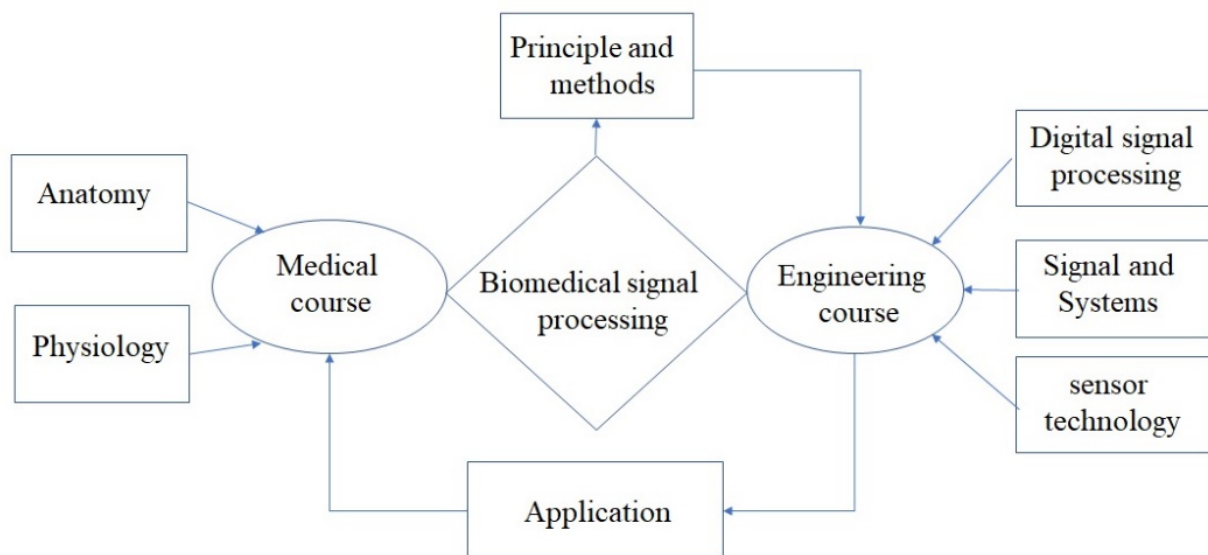 Principle and
methods
Anatomy
Physiology
Medical
course
Biomedical signal
processing
Engineering
course
Digital signal
processing
Signal and
Systems
sensor
technology
Application